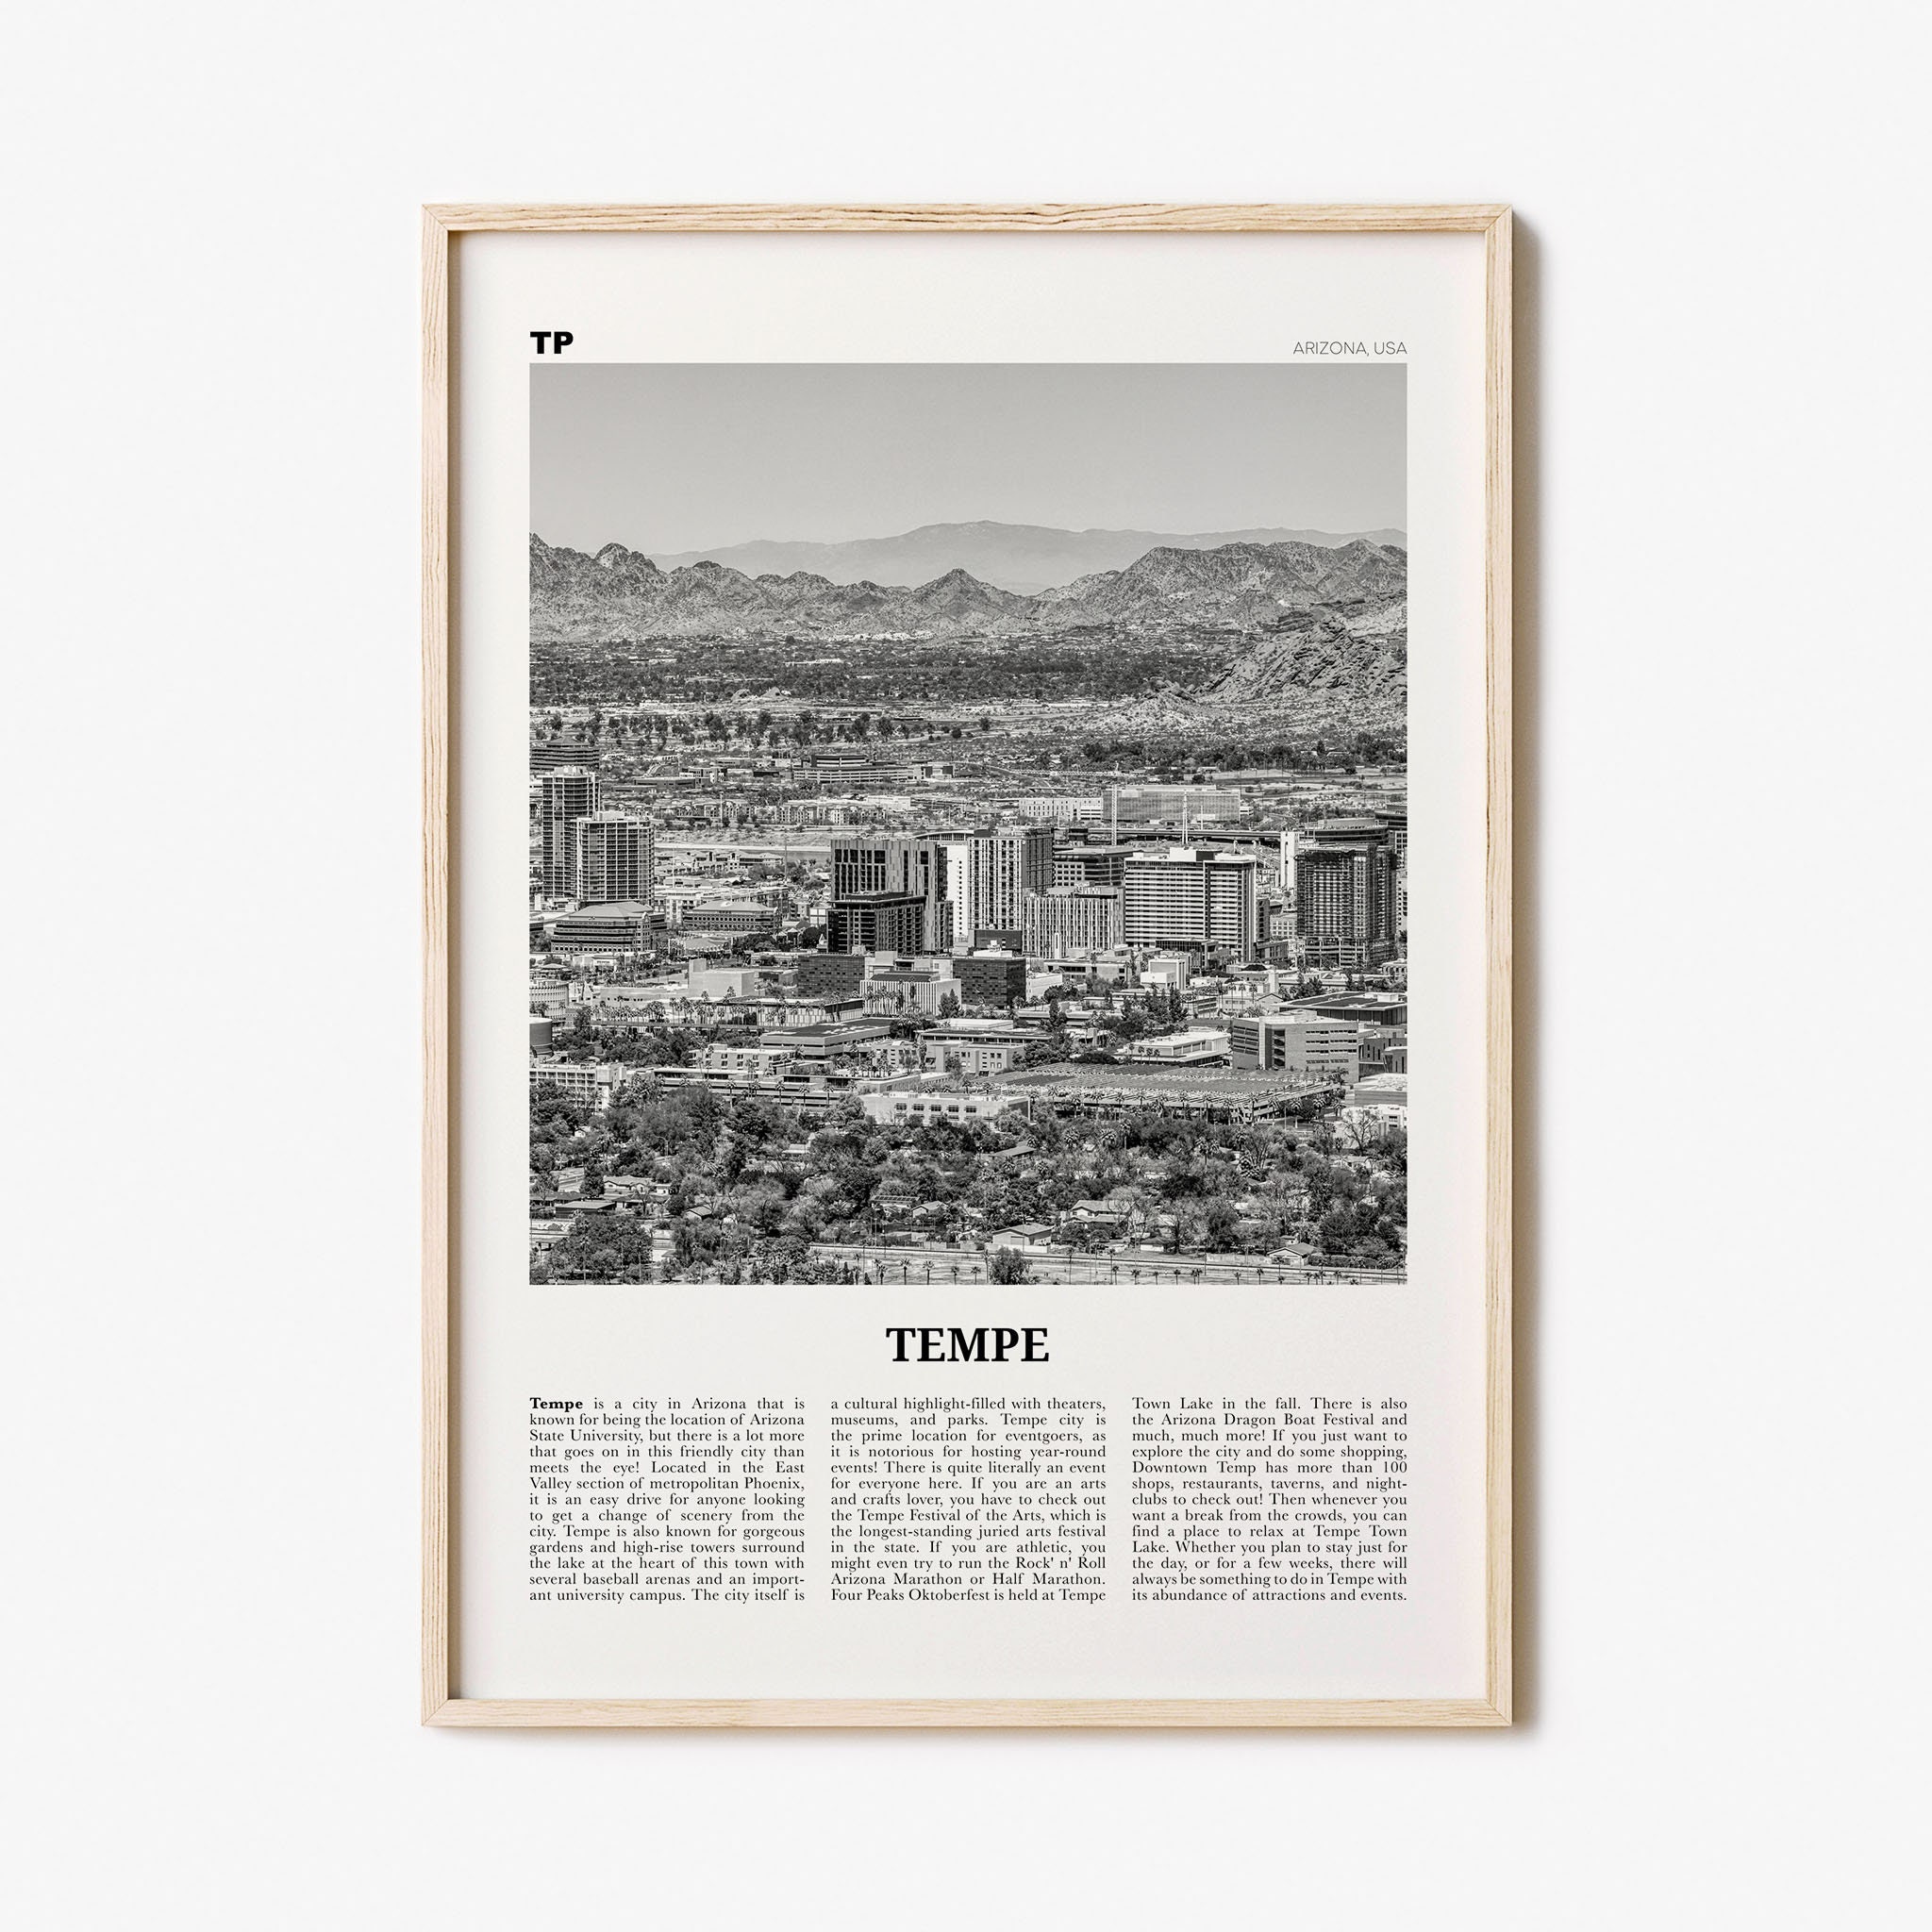 TP
ARIZONA, USA
TEMPE
Tempe is a city in Arizona that is
known for being the location of Arizona
State University, but there is a lot more
that goes on in this friendly city than
meets the eye! Located in the East
Valley section of metropolitan Phoenix,
it is an easy drive for anyone looking
to get a change of scenery from the
city. Tempe is also known for gorgeous
gardens and high-rise towers surround
the lake at the heart of this town with
several baseball arenas and an import-
ant university campus. The city itself is
a cultural highlight-filled with theaters,
museums, and parks. Tempe city is
the prime location for eventgoers, as
it is notorious for hosting year-round
events! There is quite literally an event
for everyone here. If you are an arts
and crafts lover, you have to check out
the Tempe Festival of the Arts, which is
the longest-standing juried arts festival
in the state. If you are athletic, you
might even try to run the Rock' n' Roll
Arizona Marathon or Half Marathon.
Four Peaks Oktoberfest is held at Tempe
Town Lake in the fall. There is also
the Arizona Dragon Boat Festival and
much, much more! If you just want to
explore the city and do some shopping,
Downtown Temp has more than 100
shops, restaurants, taverns, and night-
clubs to check out! Then whenever you
want a break from the crowds, you can
find a place to relax at Tempe Town
Lake. Whether you plan to stay just for
the day, or for a few weeks, there will
always be something to do in Tempe with
its abundance of attractions and events.